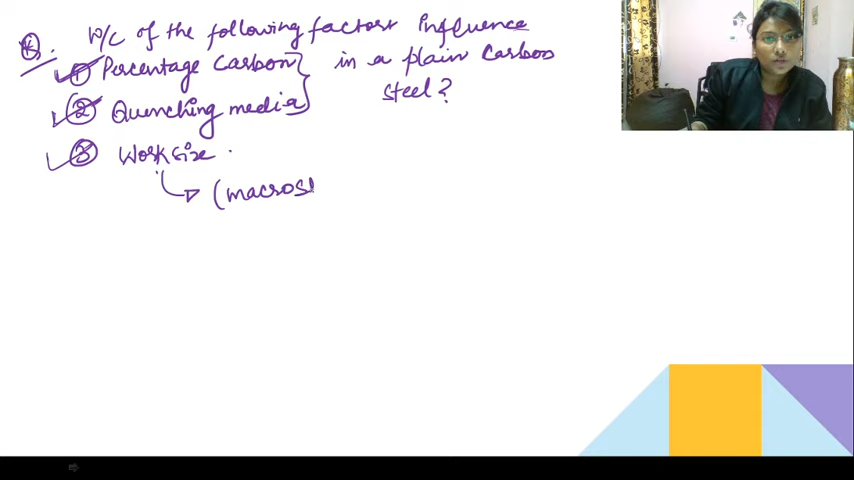 Q. W/C of the following factors influence
① Percentage Carbon } in a plain Carbon
② Quenching media } steel?
③ Work size.
↳ (macros